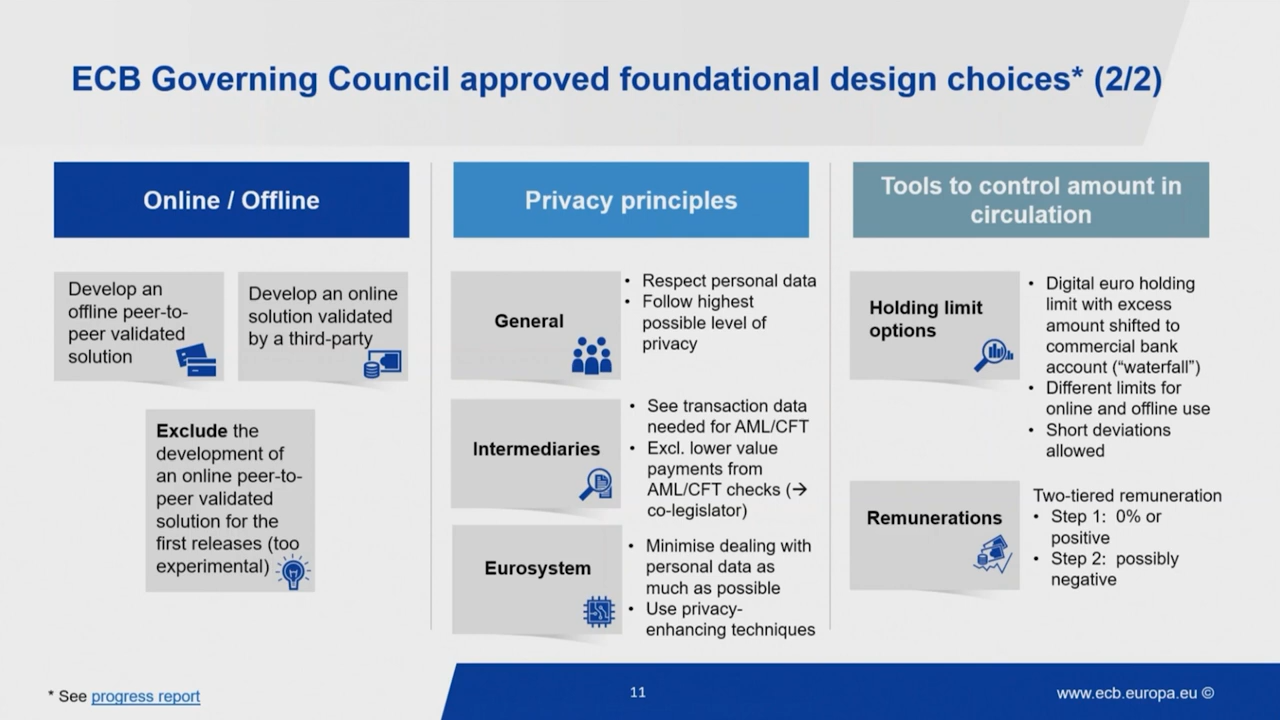 ECB Governing Council approved foundational design choices* (2/2)
Online / Offline
Develop an
offline peer-to-
peer validated
solution
Develop an online
solution validated
by a third-party
Exclude the
development of
an online peer-to-
peer validated
solution for the
first releases (too
experimental)
Privacy principles
General
• Respect personal data
• Follow highest
possible level of
privacy
Intermediaries
• See transaction data
needed for AML/CFT
• Excl. lower value
payments from
AML/CFT checks (→
co-legislator)
Eurosystem
• Minimise dealing with
personal data as
much as possible
• Use privacy-
enhancing techniques
Tools to control amount in
circulation
Holding limit
options
• Digital euro holding
limit with excess
amount shifted to
commercial bank
account (“waterfall”)
• Different limits for
online and offline use
• Short deviations
allowed
Remunerations
Two-tiered remuneration
• Step 1: 0% or
positive
• Step 2: possibly
negative
* See progress report
11
www.ecb.europa.eu ©